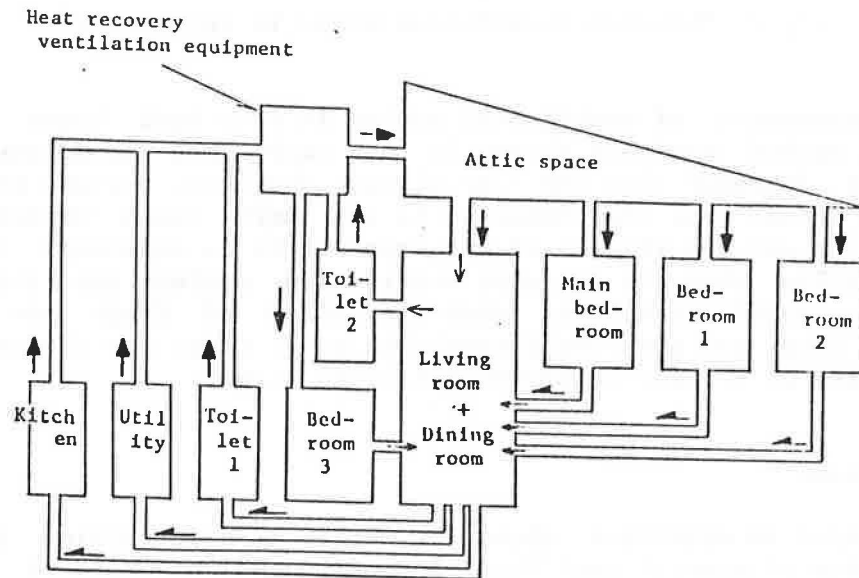 Heat recovery
ventilation equipment
Attic space
Toi-
let
2
Main
bed-
room
Bed-
room
1
Bed-
room
2
Living
room
+
Dining
room
Kitch
en
Util
ity
Toi-
let
1
Bed-
room
3